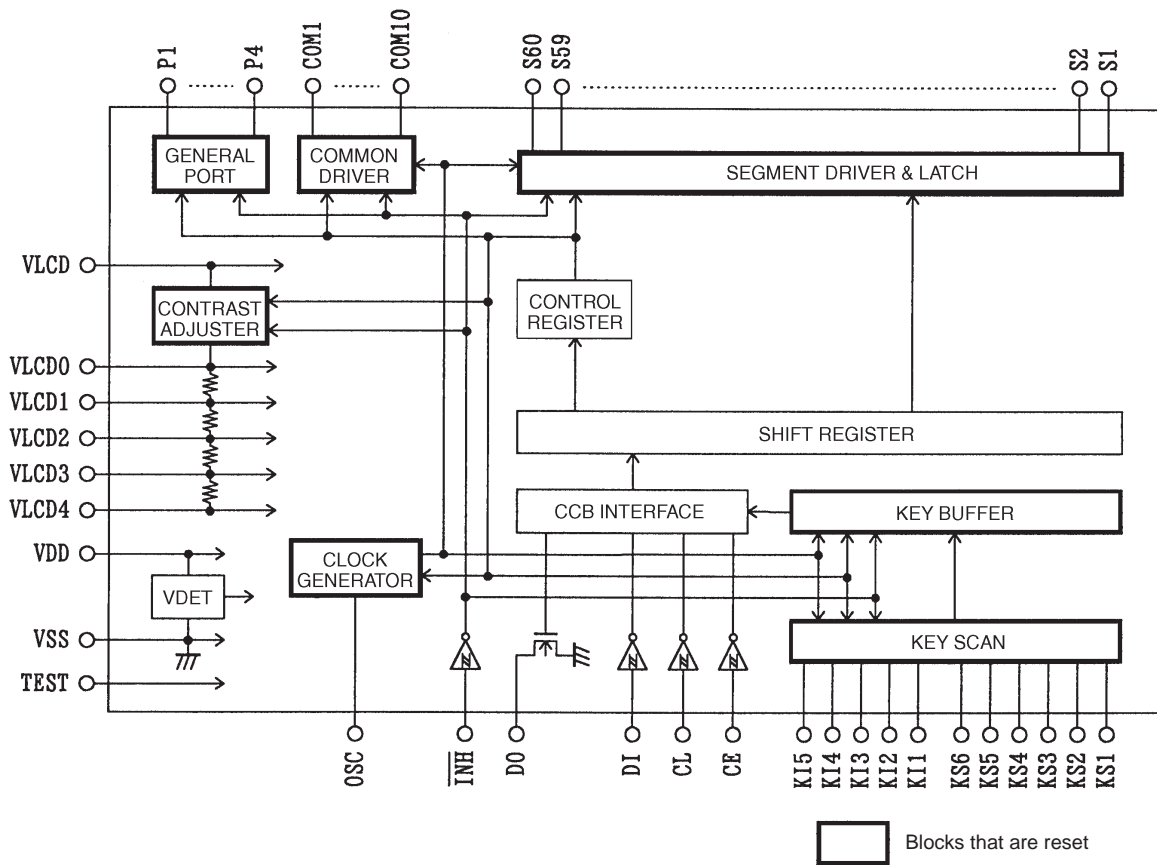 P1
P4
COM1
COM10
S60
S59
S2
S1
GENERAL
PORT
COMMON
DRIVER
SEGMENT DRIVER & LATCH
VLCD
CONTRAST
ADJUSTER
CONTROL
REGISTER
VLCD0
VLCD1
VLCD2
VLCD3
VLCD4
SHIFT REGISTER
CCB INTERFACE
KEY BUFFER
VDD
CLOCK
GENERATOR
VDET
VSS
KEY SCAN
TEST
OSC
INH
DO
DI
CL
CE
KI5
KI4
KI3
KI2
KI1
KS6
KS5
KS4
KS3
KS2
KS1
Blocks that are reset